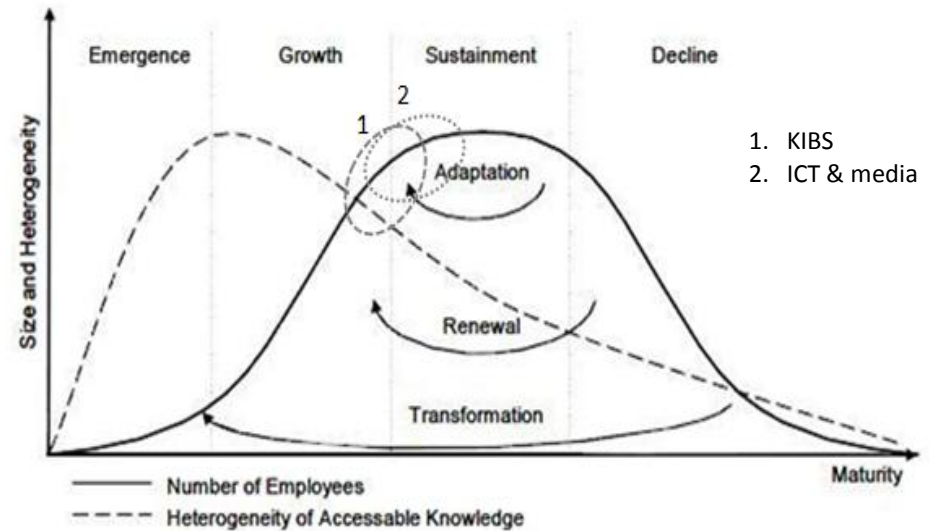 Emergence
Growth
Sustainment
Decline
2
1
Adaptation
1. KIBS
2. ICT & media
Size and Heterogeneity
Renewal
Transformation
Maturity
Number of Employees
Heterogeneity of Accessable Knowledge